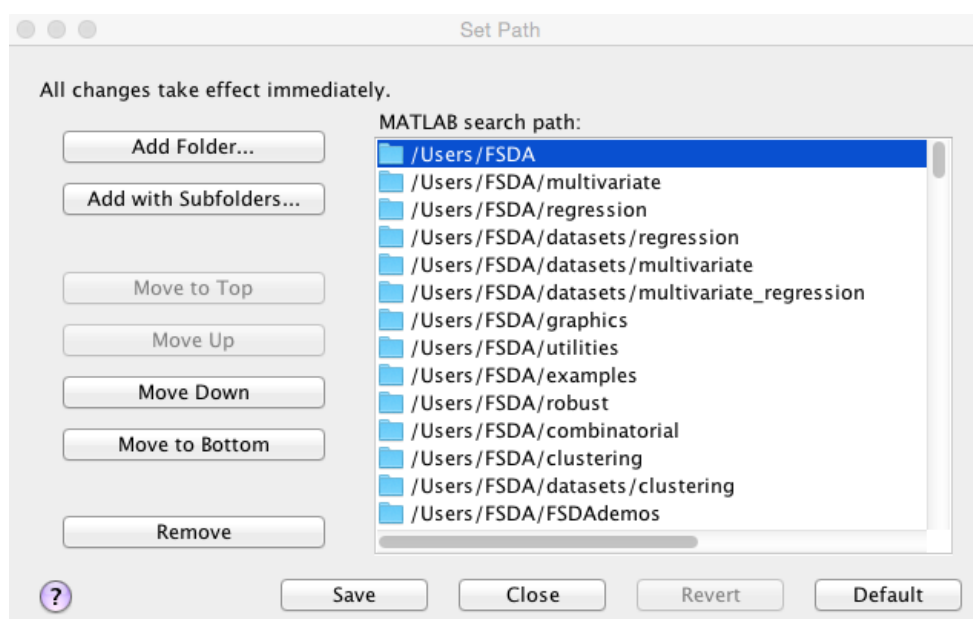 Set Path
All changes take effect immediately.
MATLAB search path:
Add Folder...
Add with Subfolders...
Move to Top
Move Up
Move Down
Move to Bottom
Remove
/Users/FSDA
/Users/FSDA/multivariate
/Users/FSDA/regression
/Users/FSDA/datasets/regression
/Users/FSDA/datasets/multivariate
/Users/FSDA/datasets/multivariate_regression
/Users/FSDA/graphics
/Users/FSDA/utilities
/Users/FSDA/examples
/Users/FSDA/robust
/Users/FSDA/combinatorial
/Users/FSDA/clustering
/Users/FSDA/datasets/clustering
/Users/FSDA/FSDAdemos
?
Save
Close
Revert
Default